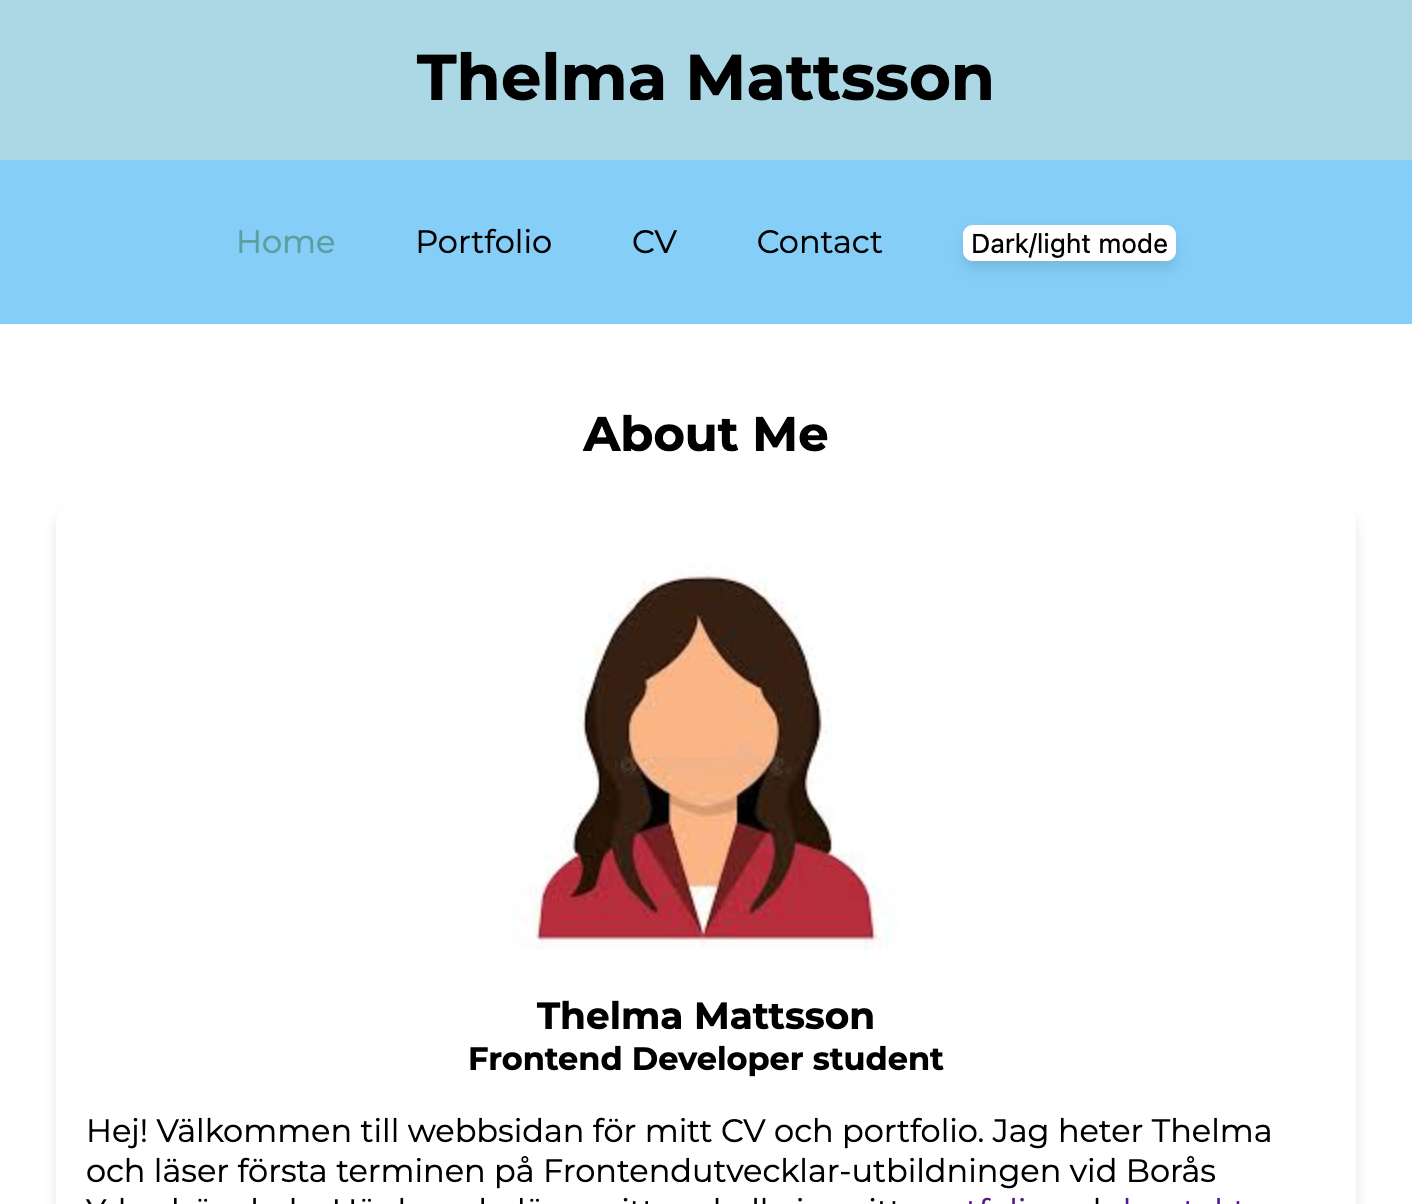 Thelma Mattsson
Home Portfolio CV Contact Dark/light mode
About Me
Thelma Mattsson
Frontend Developer student
Hej! Välkommen till webbsidan för mitt CV och portfolio. Jag heter Thelma
och läser första terminen på Frontendutvecklar-utbildningen vid Borås